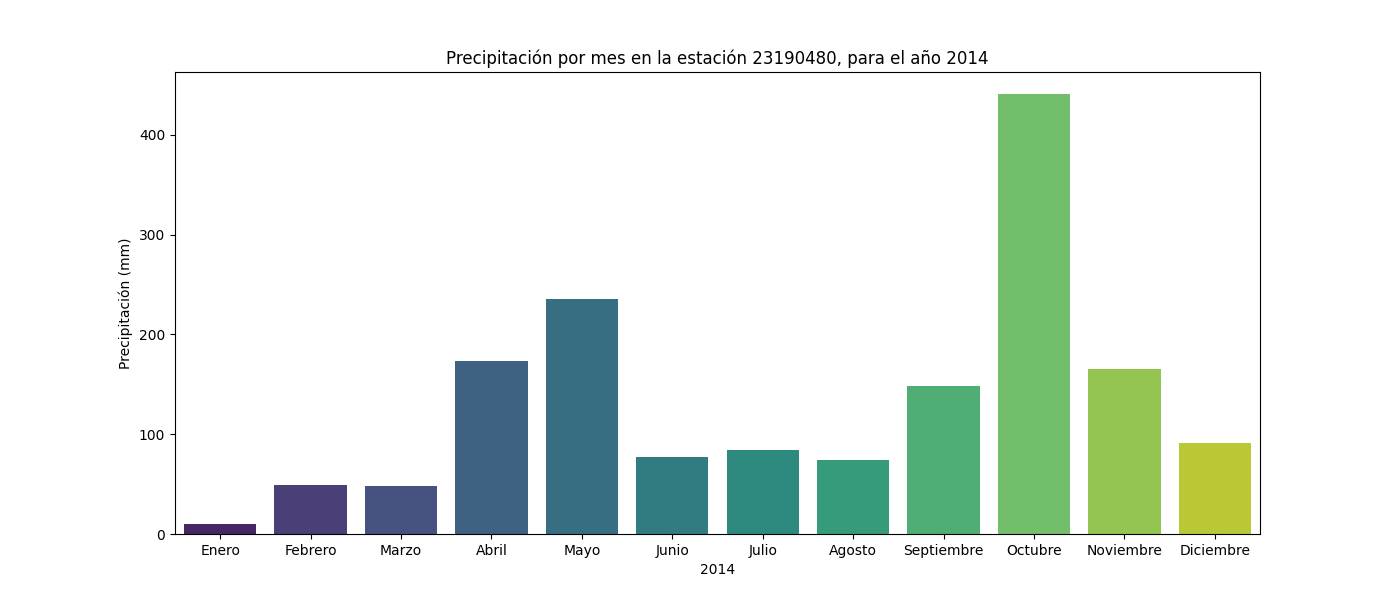 Precipitación por mes en la estación 23190480, para el año 2014
Precipitación (mm)
400
300
200
100
0
Enero Febrero Marzo Abril Mayo Junio Julio Agosto Septiembre Octubre Noviembre Diciembre
2014